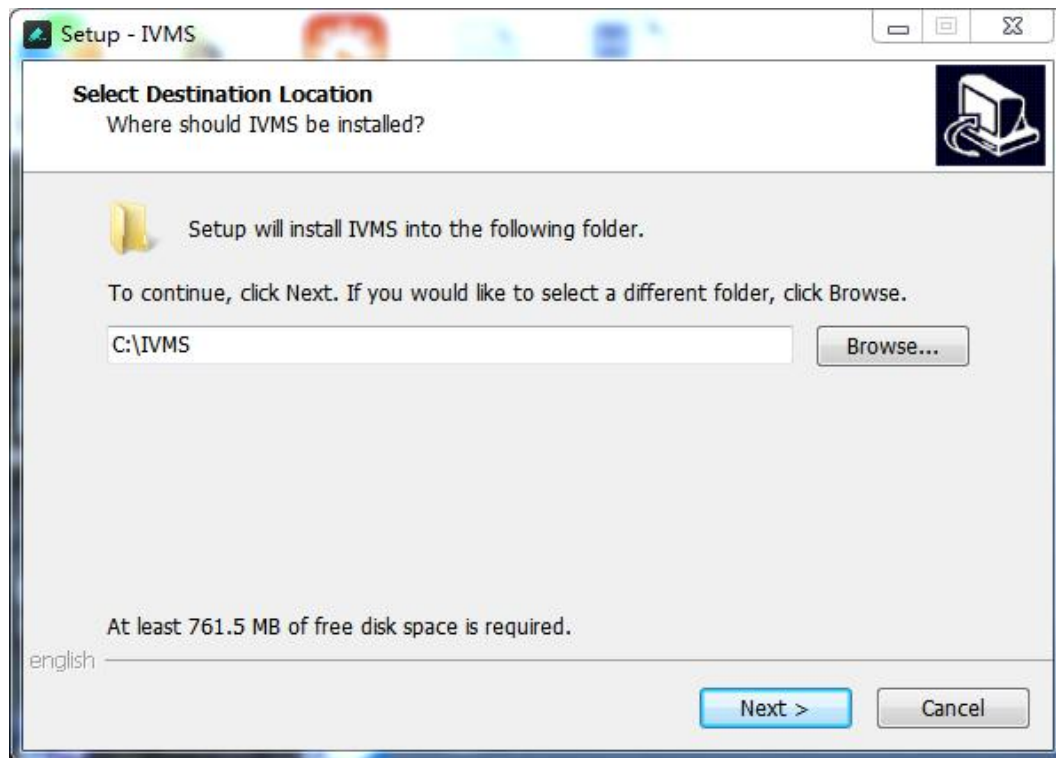 Setup - IVMS
Select Destination Location
Where should IVMS be installed?
Setup will install IVMS into the following folder.
To continue, click Next. If you would like to select a different folder, click Browse.
C:\IVMS
Browse...
At least 761.5 MB of free disk space is required.
english
Next >
Cancel